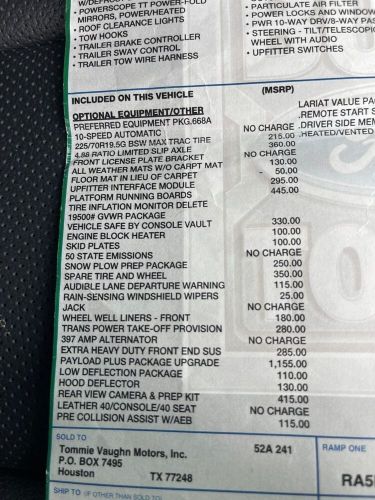 W/DEFRO
POWERSCOPE TT POWER-FOLD
MIRRORS, POWER/HEATED
• ROOF CLEARANCE LIGHTS
• TOW HOOKS
• TRAILER BRAKE CONTROLLER
• TRAILER SWAY CONTROL
• TRAILER TOW WIRE HARNESS
• PARTICULATE AIR FILTER
• POWER LOCKS AND WINDOW
• PWR 10-WAY DRV/8-WAY PAS
• STEERING - TILT/TELESCOPI
WHEEL WITH AUDIO
• UPFITTER SWITCHES
INCLUDED ON THIS VEHICLE (MSRP)
OPTIONAL EQUIPMENT/OTHER LARIAT VALUE PA
PREFERRED EQUIPMENT PKG.668A .REMOTE START S
10-SPEED AUTOMATIC NO CHARGE .DRIVER SIDE MEM
225/70R19.5G BSW MAX TRAC TIRE 215.00 .HEATED/VENTED
4.88 RATIO LIMITED SLIP AXLE 360.00
FRONT LICENSE PLATE BRACKET NO CHARGE
ALL WEATHER MATS W/O CARPT MAT 130.00
FLOOR MAT IN LIEU OF CARPET - 50.00
UPFITTER INTERFACE MODULE 295.00
PLATFORM RUNNING BOARDS 445.00
TIRE INFLATION MONITOR DELETE
19500# GVWR PACKAGE
VEHICLE SAFE BY CONSOLE VAULT 330.00
ENGINE BLOCK HEATER 100.00
SKID PLATES 100.00
50 STATE EMISSIONS NO CHARGE
SNOW PLOW PREP PACKAGE 250.00
SPARE TIRE AND WHEEL 350.00
AUDIBLE LANE DEPARTURE WARNING 115.00
RAIN-SENSING WINDSHIELD WIPERS 25.00
JACK NO CHARGE
WHEEL WELL LINERS - FRONT 180.00
TRANS POWER TAKE-OFF PROVISION 280.00
397 AMP ALTERNATOR NO CHARGE
EXTRA HEAVY DUTY FRONT END SUS 285.00
PAYLOAD PLUS PACKAGE UPGRADE 1,155.00
LOW DEFLECTION PACKAGE 110.00
HOOD DEFLECTOR 130.00
REAR VIEW CAMERA & PREP KIT 415.00
LEATHER 40/CONSOLE/40 SEAT NO CHARGE
PRE COLLISION ASSIST W/AEB 115.00
SOLD TO
Tommie Vaughn Motors, Inc. 52A 241
P.O. BOX 7495
Houston TX 77248
RAMP ONE
RA5
SHIP TO (IF OTHER THAN SOLD TO)